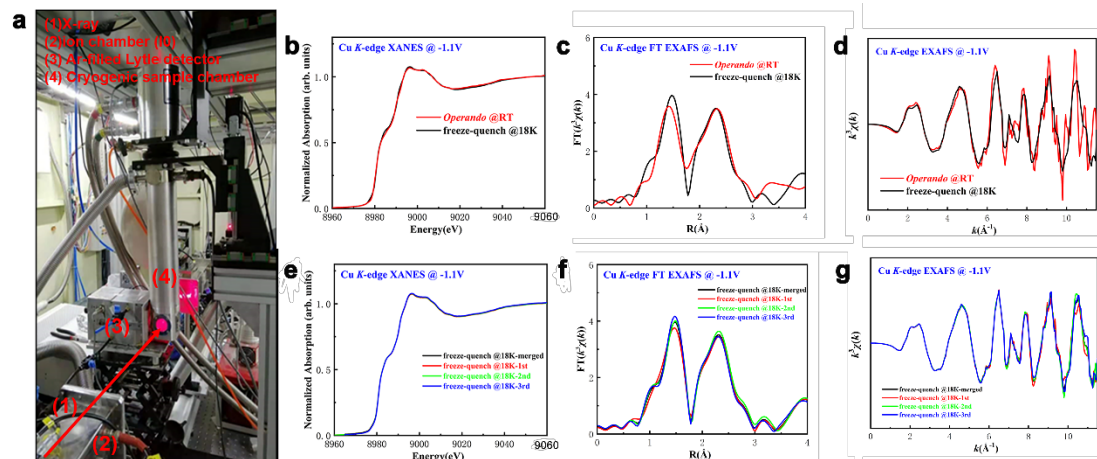 a
(1)X-ray
(2)Ion chamber (I0)
(3) Ar-filled Lytle detector
(4) Cryogenic sample chamber
(4)
(3)
(1)
(2)
b
Cu K-edge XANES @ -1.1V
Operando @RT
freeze-quench @18K
Normalized Absorption (arb. units)
1. 0
0.5
0. 0
8960
8980
9000
9020
9040
9060
Energy(eV)
c
Cu K-edge FT EXAFS @ -1.1V
Operando @RT
freeze-quench @18K
FT(k³χ(k))
6
4
2
0
0
1
2
3
4
R(Å)
d
Cu K-edge EXAFS @ -1.1V
Operando @RT
freeze-quench @18K
k³χ(k)
0
2
4
6
8
10
k(Å⁻¹)
e
Cu K-edge XANES @ -1.1V
freeze-quench @18K-merged
freeze-quench @18K-1st
freeze-quench @18K-2nd
freeze-quench @18K-3rd
Normalized Absorption (arb. units)
1. 0
0.5
0. 0
8960
8980
9000
9020
9040
9060
Energy(eV)
f
Cu K-edge FT EXAFS @ -1.1V
freeze-quench @18K-merged
freeze-quench @18K-1st
freeze-quench @18K-2nd
freeze-quench @18K-3rd
FT(k³χ(k))
6
4
2
0
0
1
2
3
4
R(Å)
g
Cu K-edge EXAFS @ -1.1V
freeze-quench @18K-merged
freeze-quench @18K-1st
freeze-quench @18K-2nd
freeze-quench @18K-3rd
k³χ(k)
0
2
4
6
8
10
k(Å⁻¹)